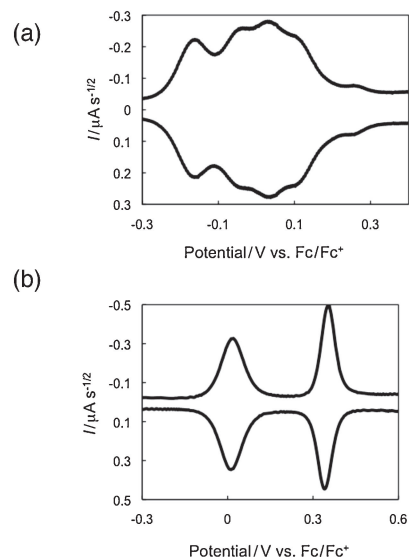 (a)
-0.3
-0.2
-0.1
0
0.1
0.2
0.3
I/μA s-1/2
-0.3 -0.1 0.1 0.3
Potential/V vs. Fc/Fc+
(b)
-0.5
-0.3
-0.1
0.1
0.3
0.5
I/μA s-1/2
-0.3 0 0.3 0.6
Potential/V vs. Fc/Fc+